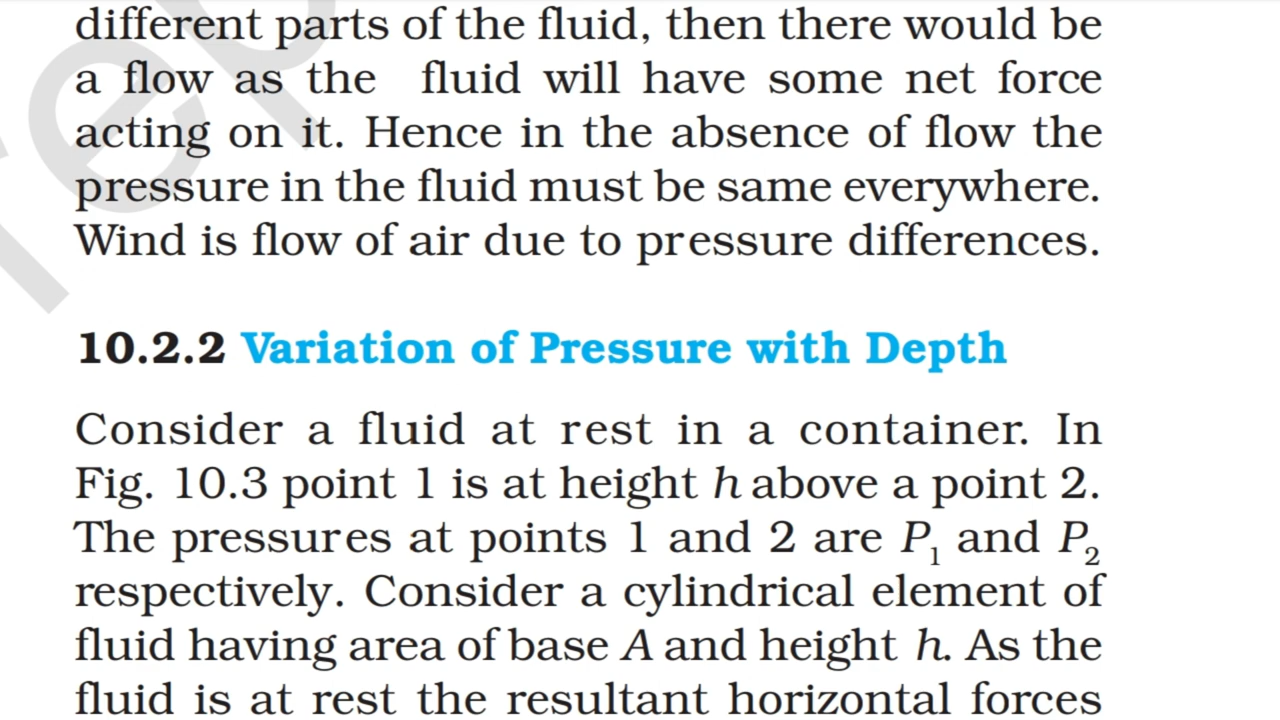 different parts of the fluid, then there would be
a flow as the fluid will have some net force
acting on it. Hence in the absence of flow the
pressure in the fluid must be same everywhere.
Wind is flow of air due to pressure differences.
10.2.2 Variation of Pressure with Depth
Consider a fluid at rest in a container. In
Fig. 10.3 point 1 is at height h above a point 2.
The pressures at points 1 and 2 are P₁ and P₂
respectively. Consider a cylindrical element of
fluid having area of base A and height h. As the
fluid is at rest the resultant horizontal forces